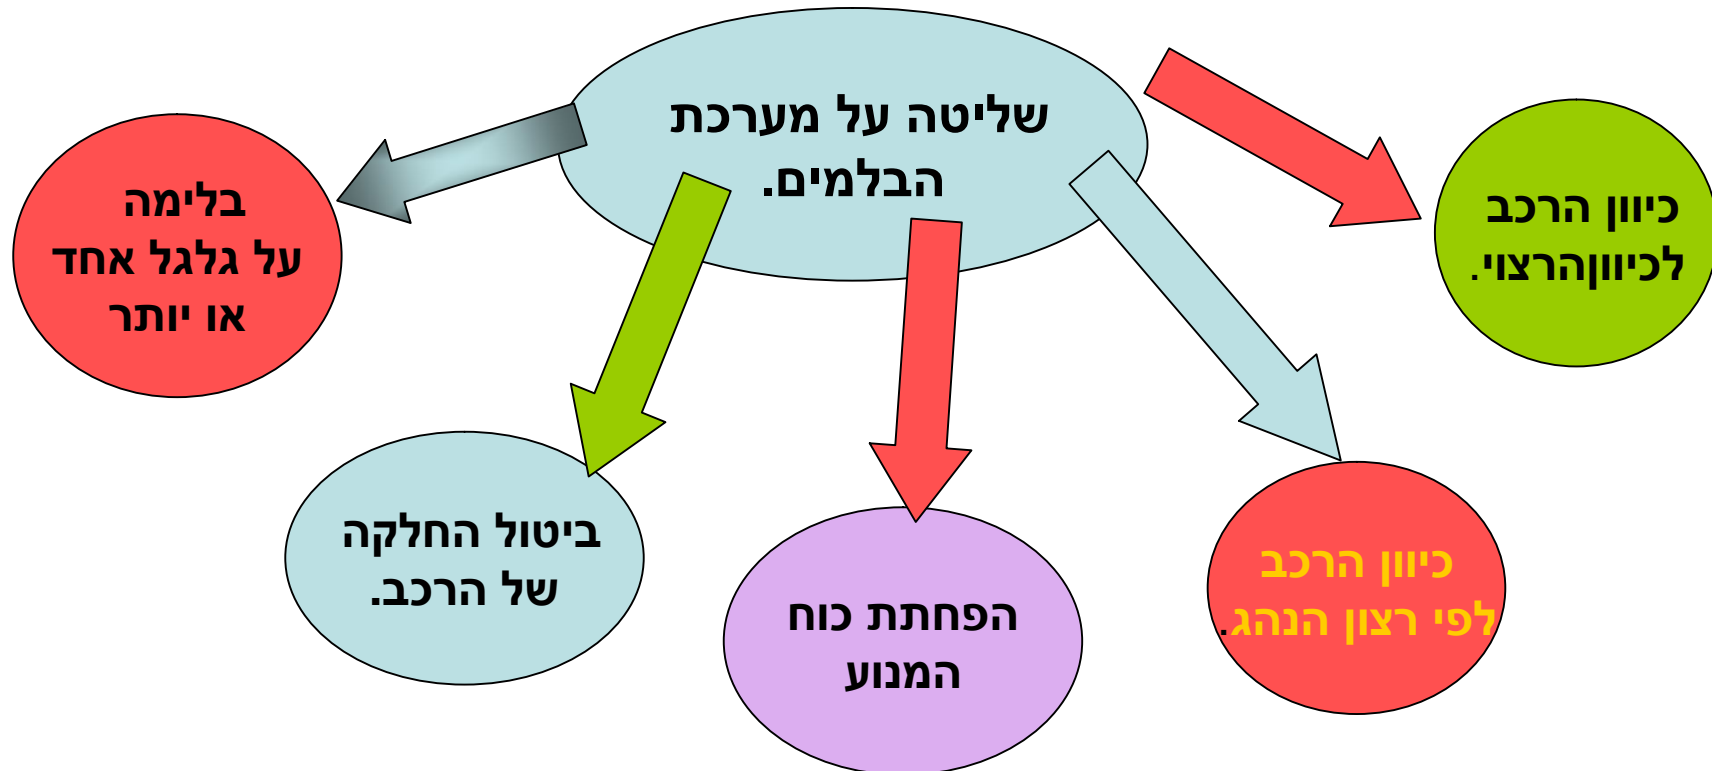 שליטה על מערכת
הבלמים.
כיוון הרכב
לכיווןהרצוי.
כיוון הרכב
לפי רצון הנהג.
הפחתת כוח
המנוע
ביטול החלקה
של הרכב.
בלימה
על גלגל אחד
או יותר